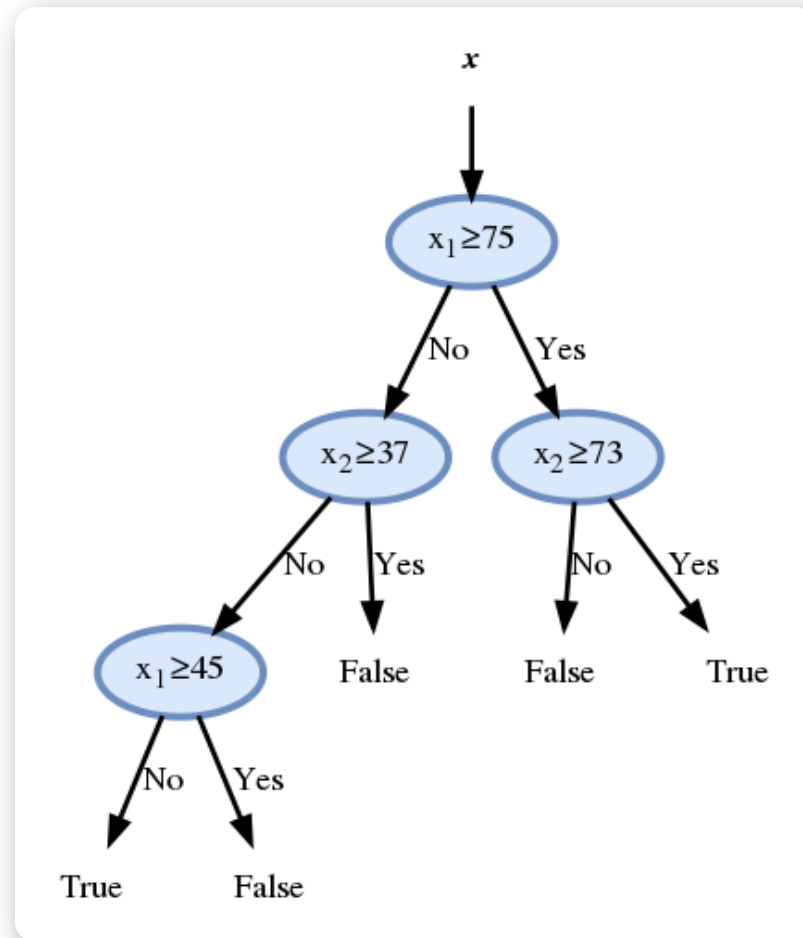 x
x₁≥75
No Yes
x₂≥37 x₂≥73
No Yes No Yes
x₁≥45 False False True
No Yes
True False